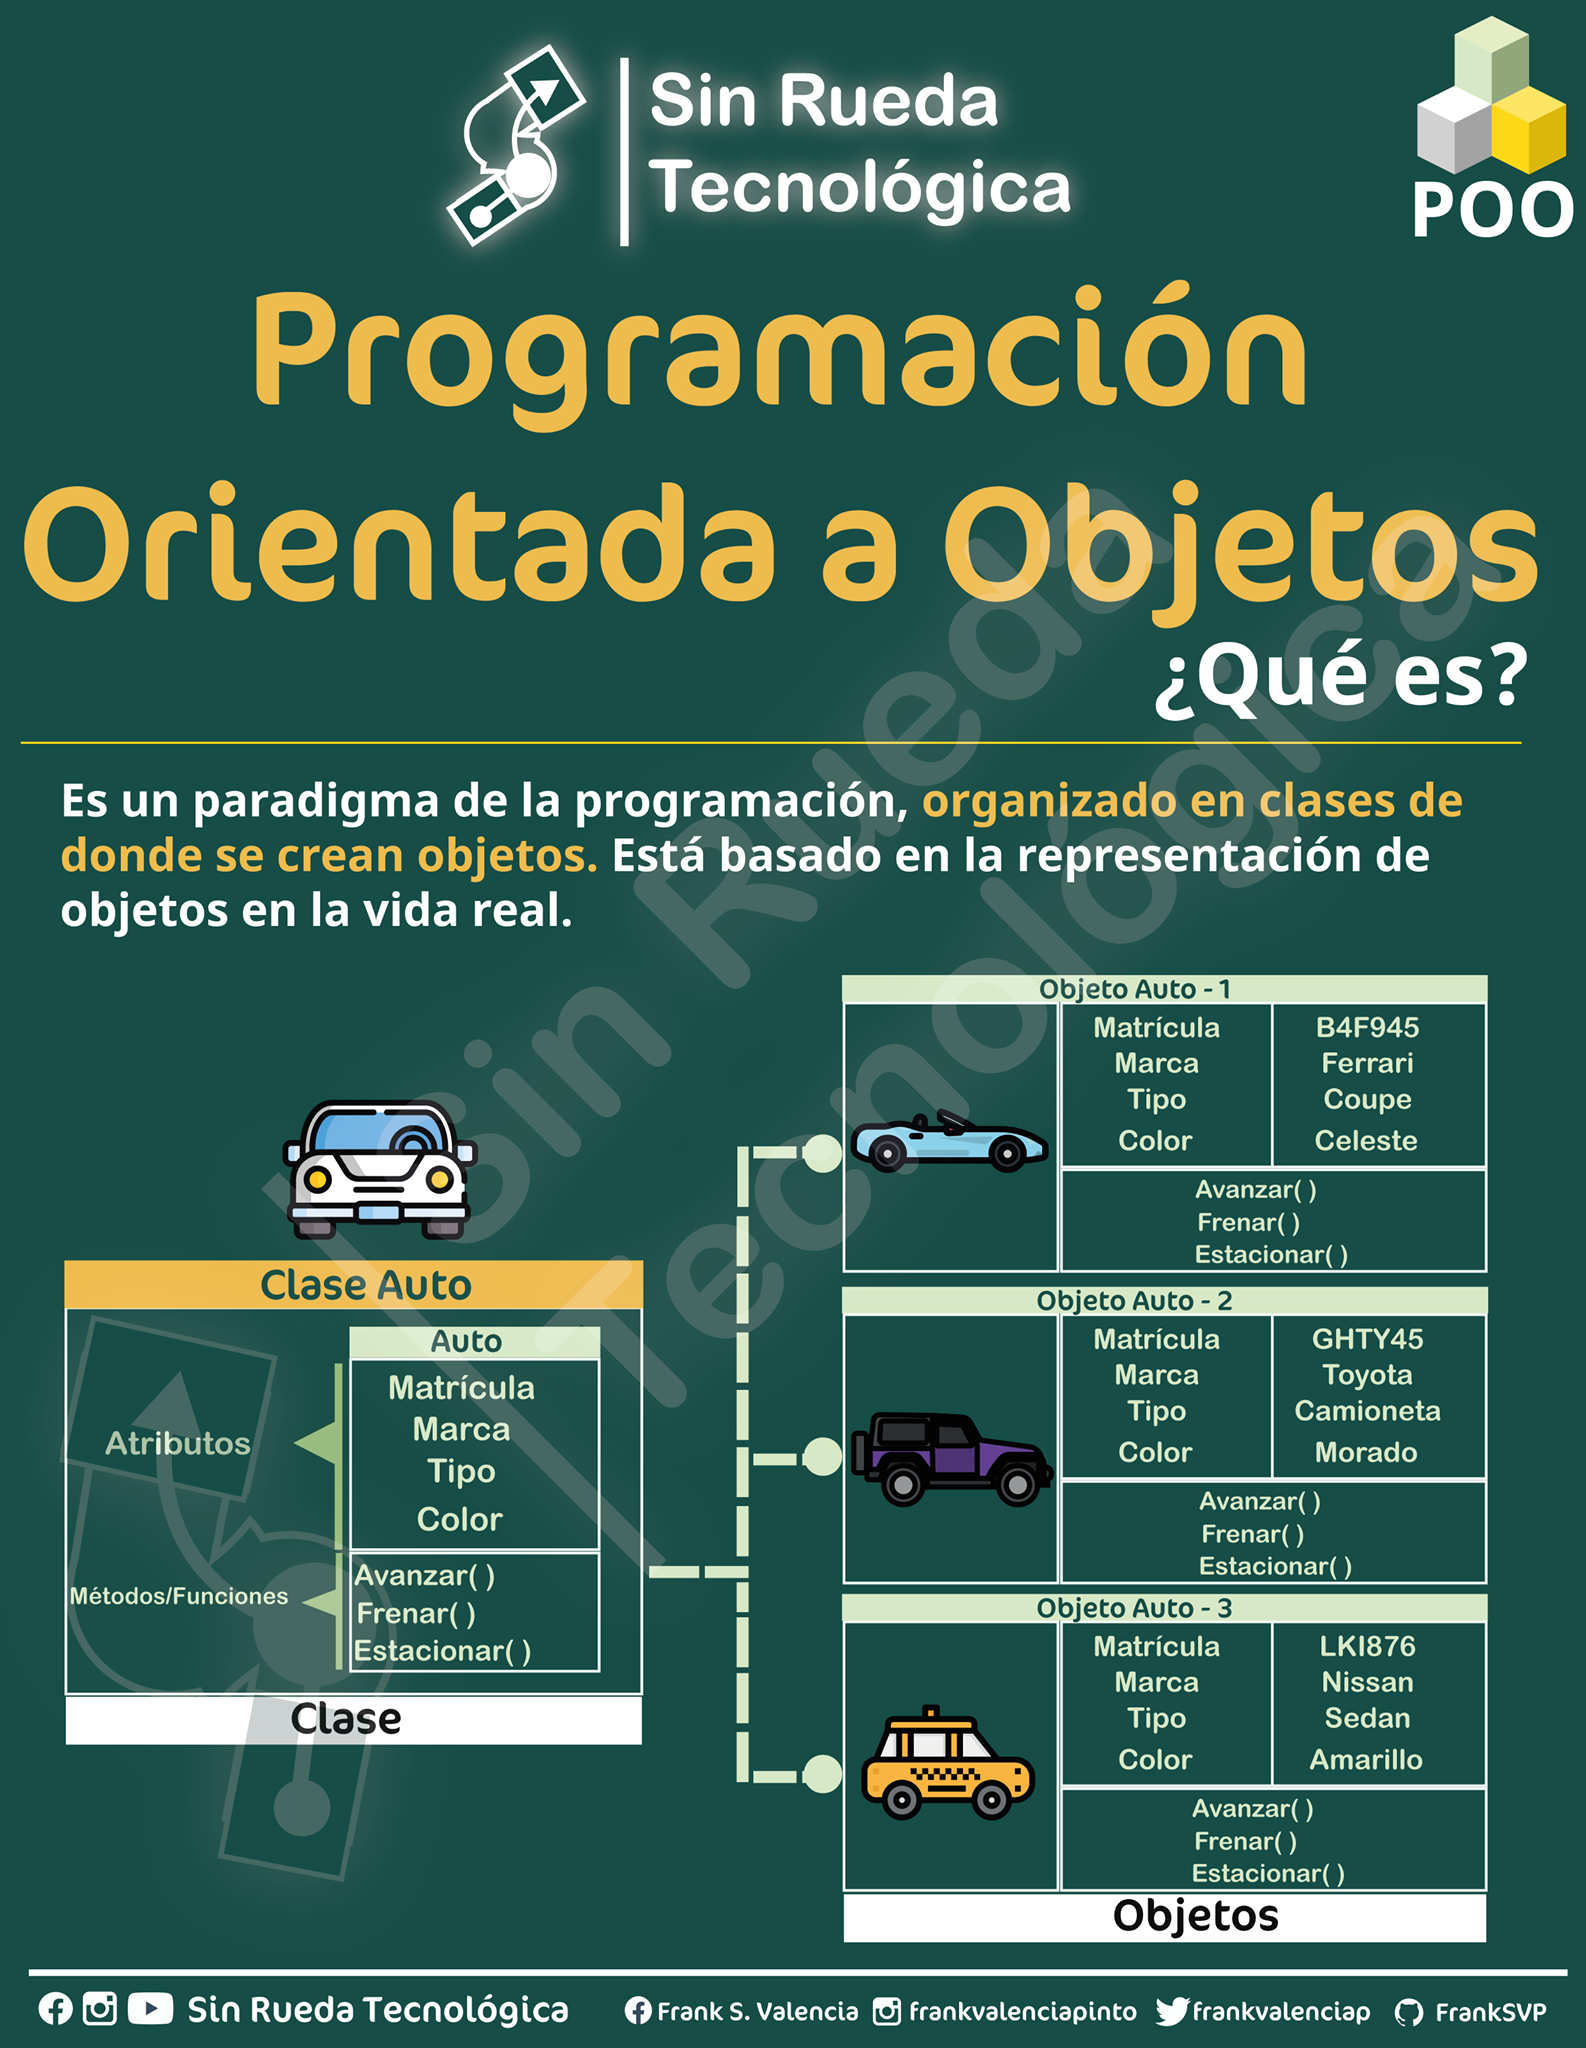 Sin Rueda
Tecnológica
POO
Programación
Orientada a Objetos
¿Qué es?
Es un paradigma de la programación, organizado en clases de
donde se crean objetos. Está basado en la representación de
objetos en la vida real.
Clase Auto
Auto
Atributos
Matrícula
Marca
Tipo
Color
Métodos/Funciones
Avanzar( )
Frenar( )
Estacionar( )
Clase
Objeto Auto - 1
Matrícula B4F945
Marca Ferrari
Tipo Coupe
Color Celeste
Avanzar( )
Frenar( )
Estacionar( )
Objeto Auto - 2
Matrícula GHTY45
Marca Toyota
Tipo Camioneta
Color Morado
Avanzar( )
Frenar( )
Estacionar( )
Objeto Auto - 3
Matrícula LKI876
Marca Nissan
Tipo Sedan
Color Amarillo
Avanzar( )
Frenar( )
Estacionar( )
Objetos
Sin Rueda
Tecnológica
Sin Rueda Tecnológica Frank S. Valencia frankvalenciapinto frankvalenciap FrankSVP